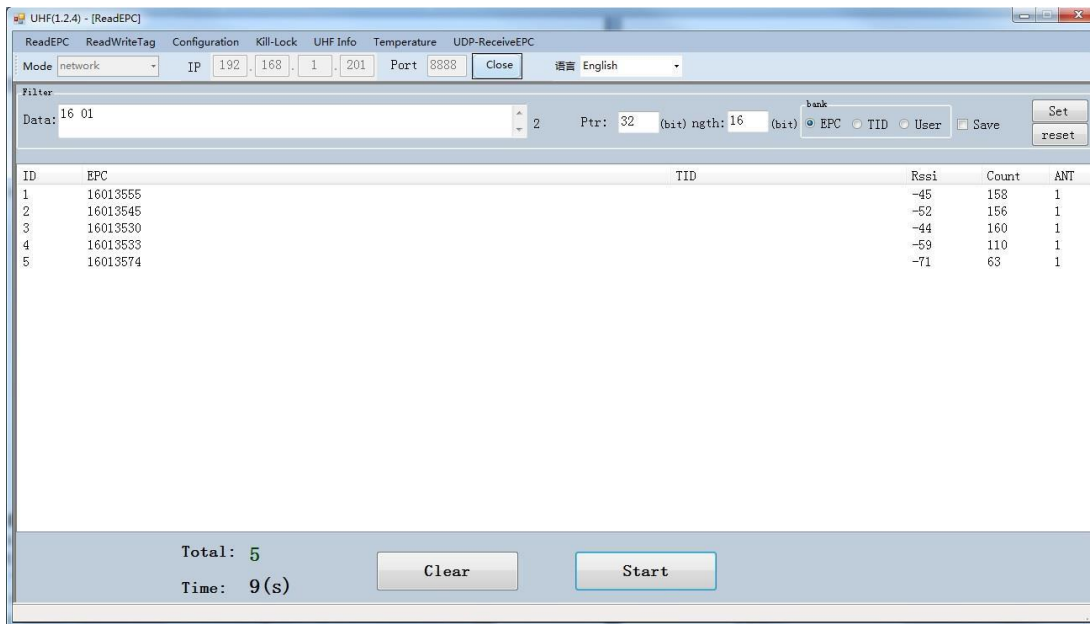 UHF(1.2.4) - [ReadEPC]
ReadEPC ReadWriteTag Configuration Kill-Lock UHF Info Temperature UDP-ReceiveEPC
Mode network IP 192 . 168 . 1 . 201 Port 8888 Close 语言 English
Filter
Data: 16 01 2 Ptr: 32 (bit) ngth: 16 (bit) bank EPC TID User Save Set
reset
ID EPC TID Rssi Count ANT
1 16013555 -45 158 1
2 16013545 -52 156 1
3 16013530 -44 160 1
4 16013533 -59 110 1
5 16013574 -71 63 1
Total: 5
Time: 9(s)
Clear Start